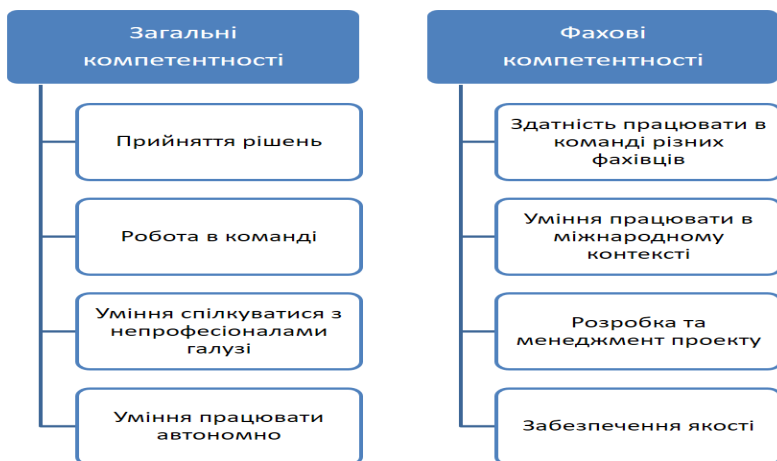 Загальні
компетентності
Прийняття рішень
Робота в команді
Уміння спілкуватися з
непрофесіоналами
галузі
Уміння працювати
автономно
Фахові
компетентності
Здатність працювати в
команді різних
фахівців
Уміння працювати в
міжнародному
контексті
Розробка та
менеджмент проекту
Забезпечення якості